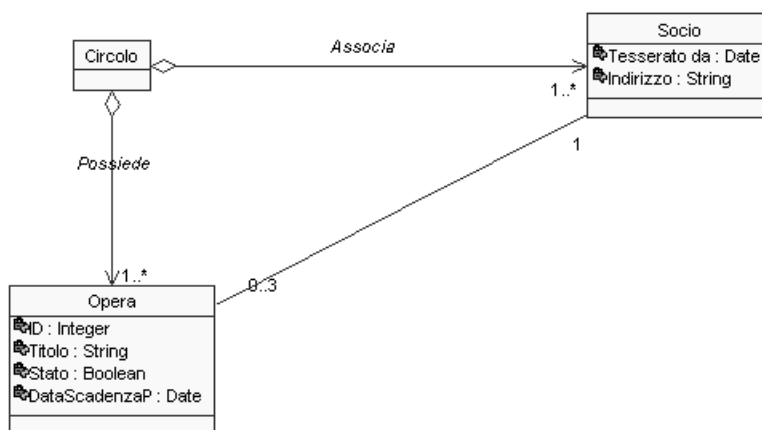 Circolo
Associa
Socio
Tesserato da : Date
Indirizzo : String
1..*
1
Possiede
1..*
0..3
Opera
ID : Integer
Titolo : String
Stato : Boolean
DataScadenzaP : Date